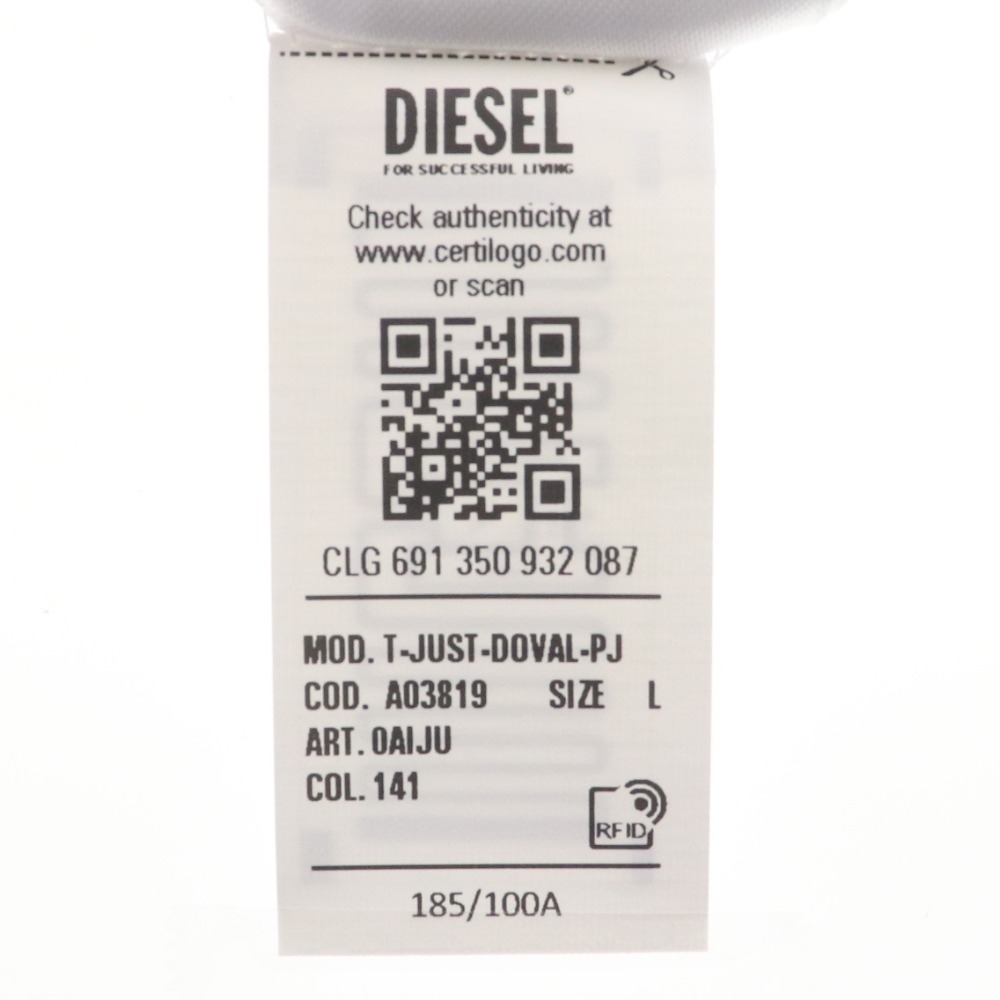 DIESEL®
FOR SUCCESSFUL LIVING
Check authenticity at
www.certilogo.com
or scan
CLG 691 350 932 087
MOD. T-JUST-DOVAL-PJ
COD. A03819 SIZE L
ART. 0AIJU
COL. 141
RFID
185/100A